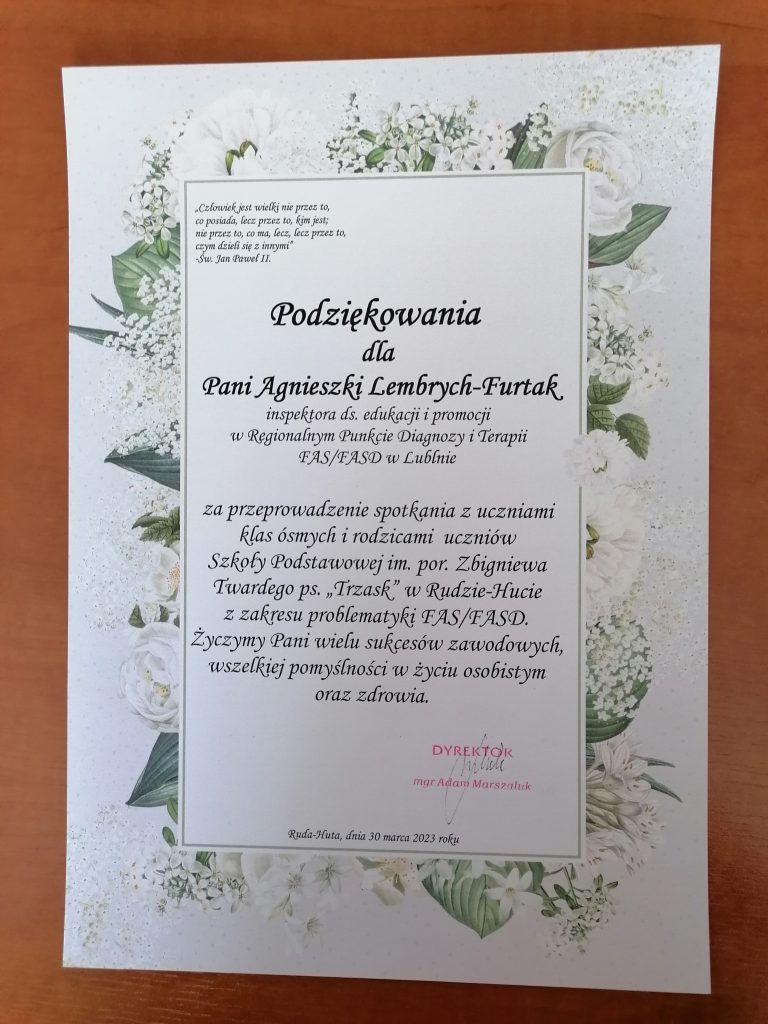 „Człowiek jest wielki nie przez to,
co posiada, lecz przez to, kim jest;
nie przez to, co ma, lecz, lecz przez to,
czym dzieli się z innymi”
-Św. Jan Paweł II.
Podziękowania
dla
Pani Agnieszki Lembrych-Furtak
inspektora ds. edukacji i promocji
w Regionalnym Punkcie Diagnozy i Terapii
FAS/FASD w Lublnie
za przeprowadzenie spotkania z uczniami
klas ósmych i rodzicami uczniów
Szkoły Podstawowej im. por. Zbigniewa
Twardego ps. „Trzask” w Rudzie-Hucie
z zakresu problematyki FAS/FASD.
Życzymy Pani wielu sukcesów zawodowych,
wszelkiej pomyślności w życiu osobistym
oraz zdrowia.
DYREKTOR
mgr Adam Marszaluk
Ruda-Huta, dnia 30 marca 2023 roku